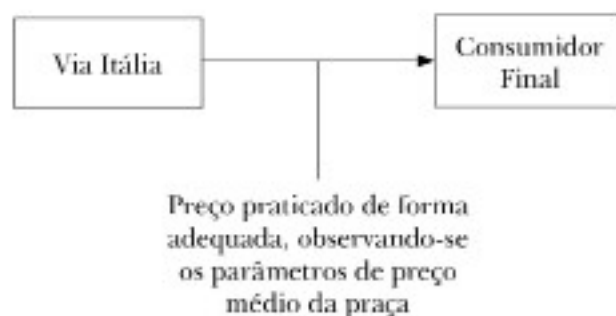 Via Itália
Consumidor
Final
Preço praticado de forma
adequada, observando-se
os parâmetros de preço
médio da praça